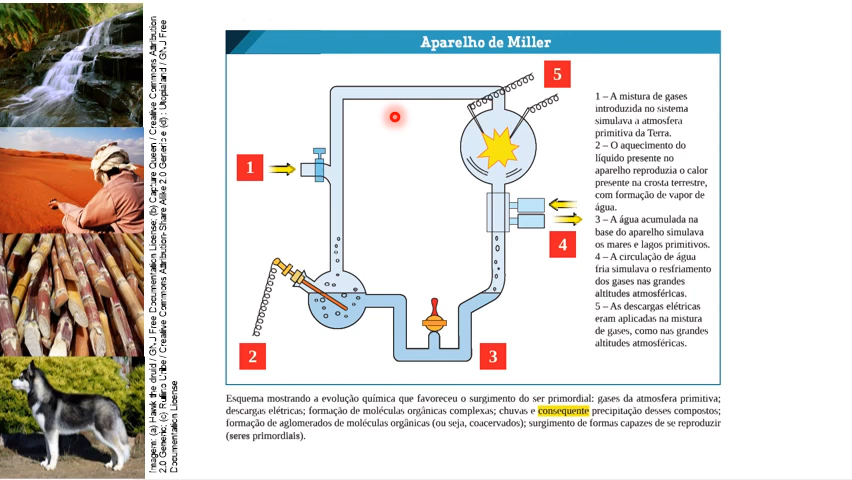 Imagem: (a) Hawk the druid / GNU Free Documentation License; (b) Capture Queen / Creative Commons Attribution
2.0 Generic; (c) Rufino Uribe / Creative Commons Attribution-Share Alike 2.0 Generic e (d) : Utopialand / GNU Free
Documentation License
Aparelho de Miller
5
1
4
2
3
1 – A mistura de gases
introduzida no sistema
simulava a atmosfera
primitiva da Terra.
2 – O aquecimento do
líquido presente no
aparelho reproduzia o calor
presente na crosta terrestre,
com formação de vapor de
água.
3 – A água acumulada na
base do aparelho simulava
os mares e lagos primitivos.
4 – A circulação de água
fria simulava o resfriamento
dos gases nas grandes
altitudes atmosféricas.
5 – As descargas elétricas
eram aplicadas na mistura
de gases, como nas grandes
altitudes atmosféricas.
Esquema mostrando a evolução química que favoreceu o surgimento do ser primordial: gases da atmosfera primitiva;
descargas elétricas; formação de moléculas orgânicas complexas; chuvas e consequente precipitação desses compostos;
formação de aglomerados de moléculas orgânicas (ou seja, coacervados); surgimento de formas capazes de se reproduzir
(seres primordiais).